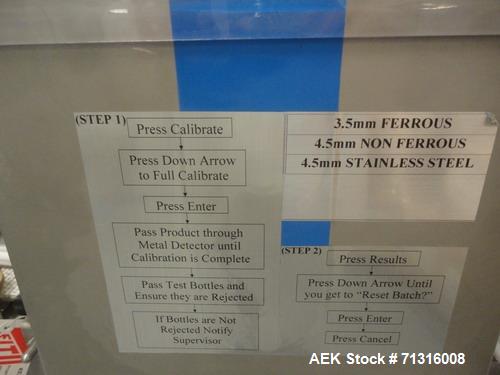 (STEP 1)
Press Calibrate
Press Down Arrow
to Full Calibrate
Press Enter
Pass Product through
Metal Detector until
Calibration is Complete
Pass Test Bottles and
Ensure they are Rejected
If Bottles are Not
Rejected Notify
Supervisor
3.5mm FERROUS
4.5mm NON FERROUS
4.5mm STAINLESS STEEL
(STEP 2)
Press Results
Press Down Arrow Until
you get to "Reset Batch?"
Press Enter
Press Cancel
AEK Stock #71316008